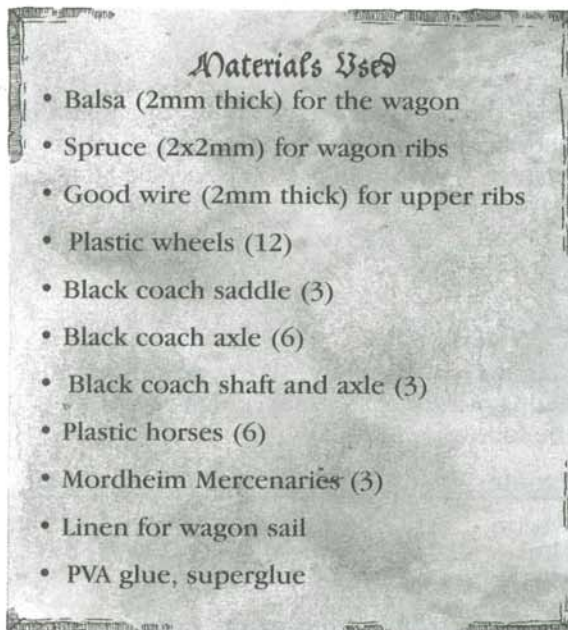 Materials Used
• Balsa (2mm thick) for the wagon
• Spruce (2x2mm) for wagon ribs
• Good wire (2mm thick) for upper ribs
• Plastic wheels (12)
• Black coach saddle (3)
• Black coach axle (6)
• Black coach shaft and axle (3)
• Plastic horses (6)
• Mordheim Mercenaries (3)
• Linen for wagon sail
• PVA glue, superglue